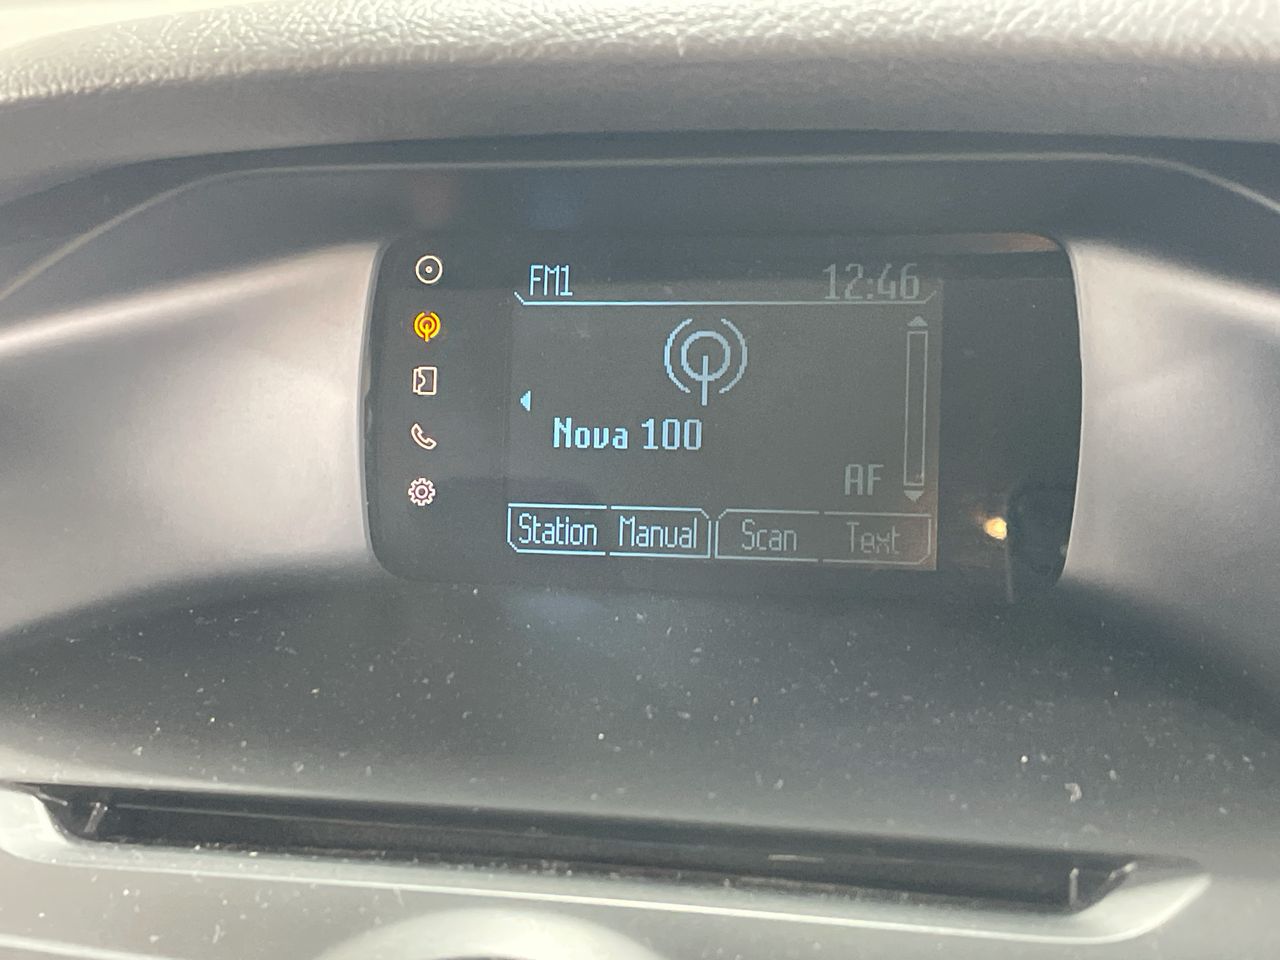 FM1 12:46
Nova 100
AF
Station Manual Scan Text